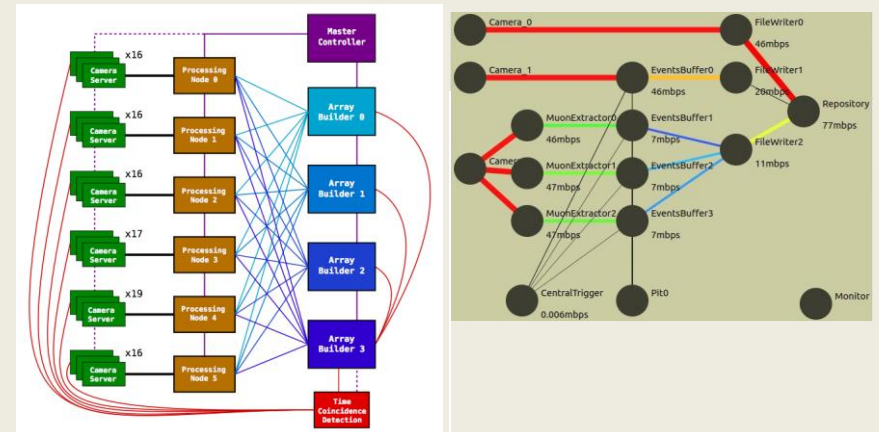 Master
Controller
x16
Camera
Server
Processing
Node 0
Array
Builder 0
x16
Camera
Server
Processing
Node 1
Array
Builder 1
x16
Camera
Server
Processing
Node 2
x17
Camera
Server
Processing
Node 3
Array
Builder 2
x19
Camera
Server
Processing
Node 4
Array
Builder 3
x16
Camera
Server
Processing
Node 5
Time
Coincidence
Detection
Camera_0
FileWriter0
46mbps
Camera_1
EventsBuffer0
46mbps
FileWriter1
20mbps
Repository
77mbps
MuonExtractor0
46mbps
EventsBuffer1
7mbps
FileWriter2
11mbps
Came
MuonExtractor1
47mbps
EventsBuffer2
7mbps
MuonExtractor2
47mbps
EventsBuffer3
7mbps
CentralTrigger
0.006mbps
Pit0
Monitor